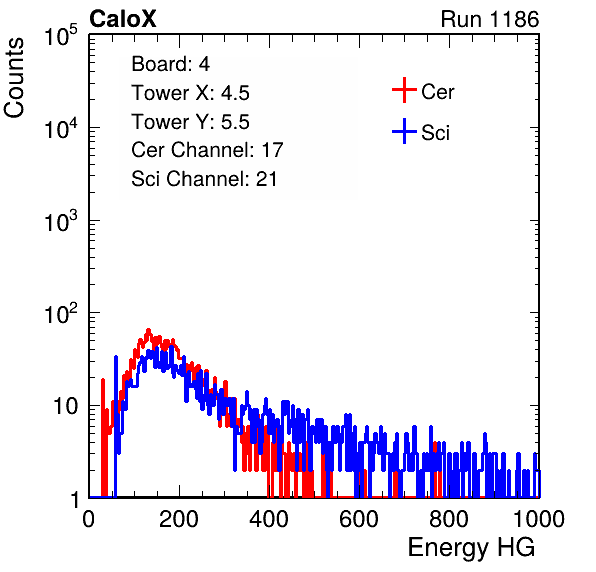 CaloX Run 1186
Counts
10^5
10^4
10^3
10^2
10
1
Board: 4
Tower X: 4.5
Tower Y: 5.5
Cer Channel: 17
Sci Channel: 21
Cer
Sci
0 200 400 600 800 1000
Energy HG